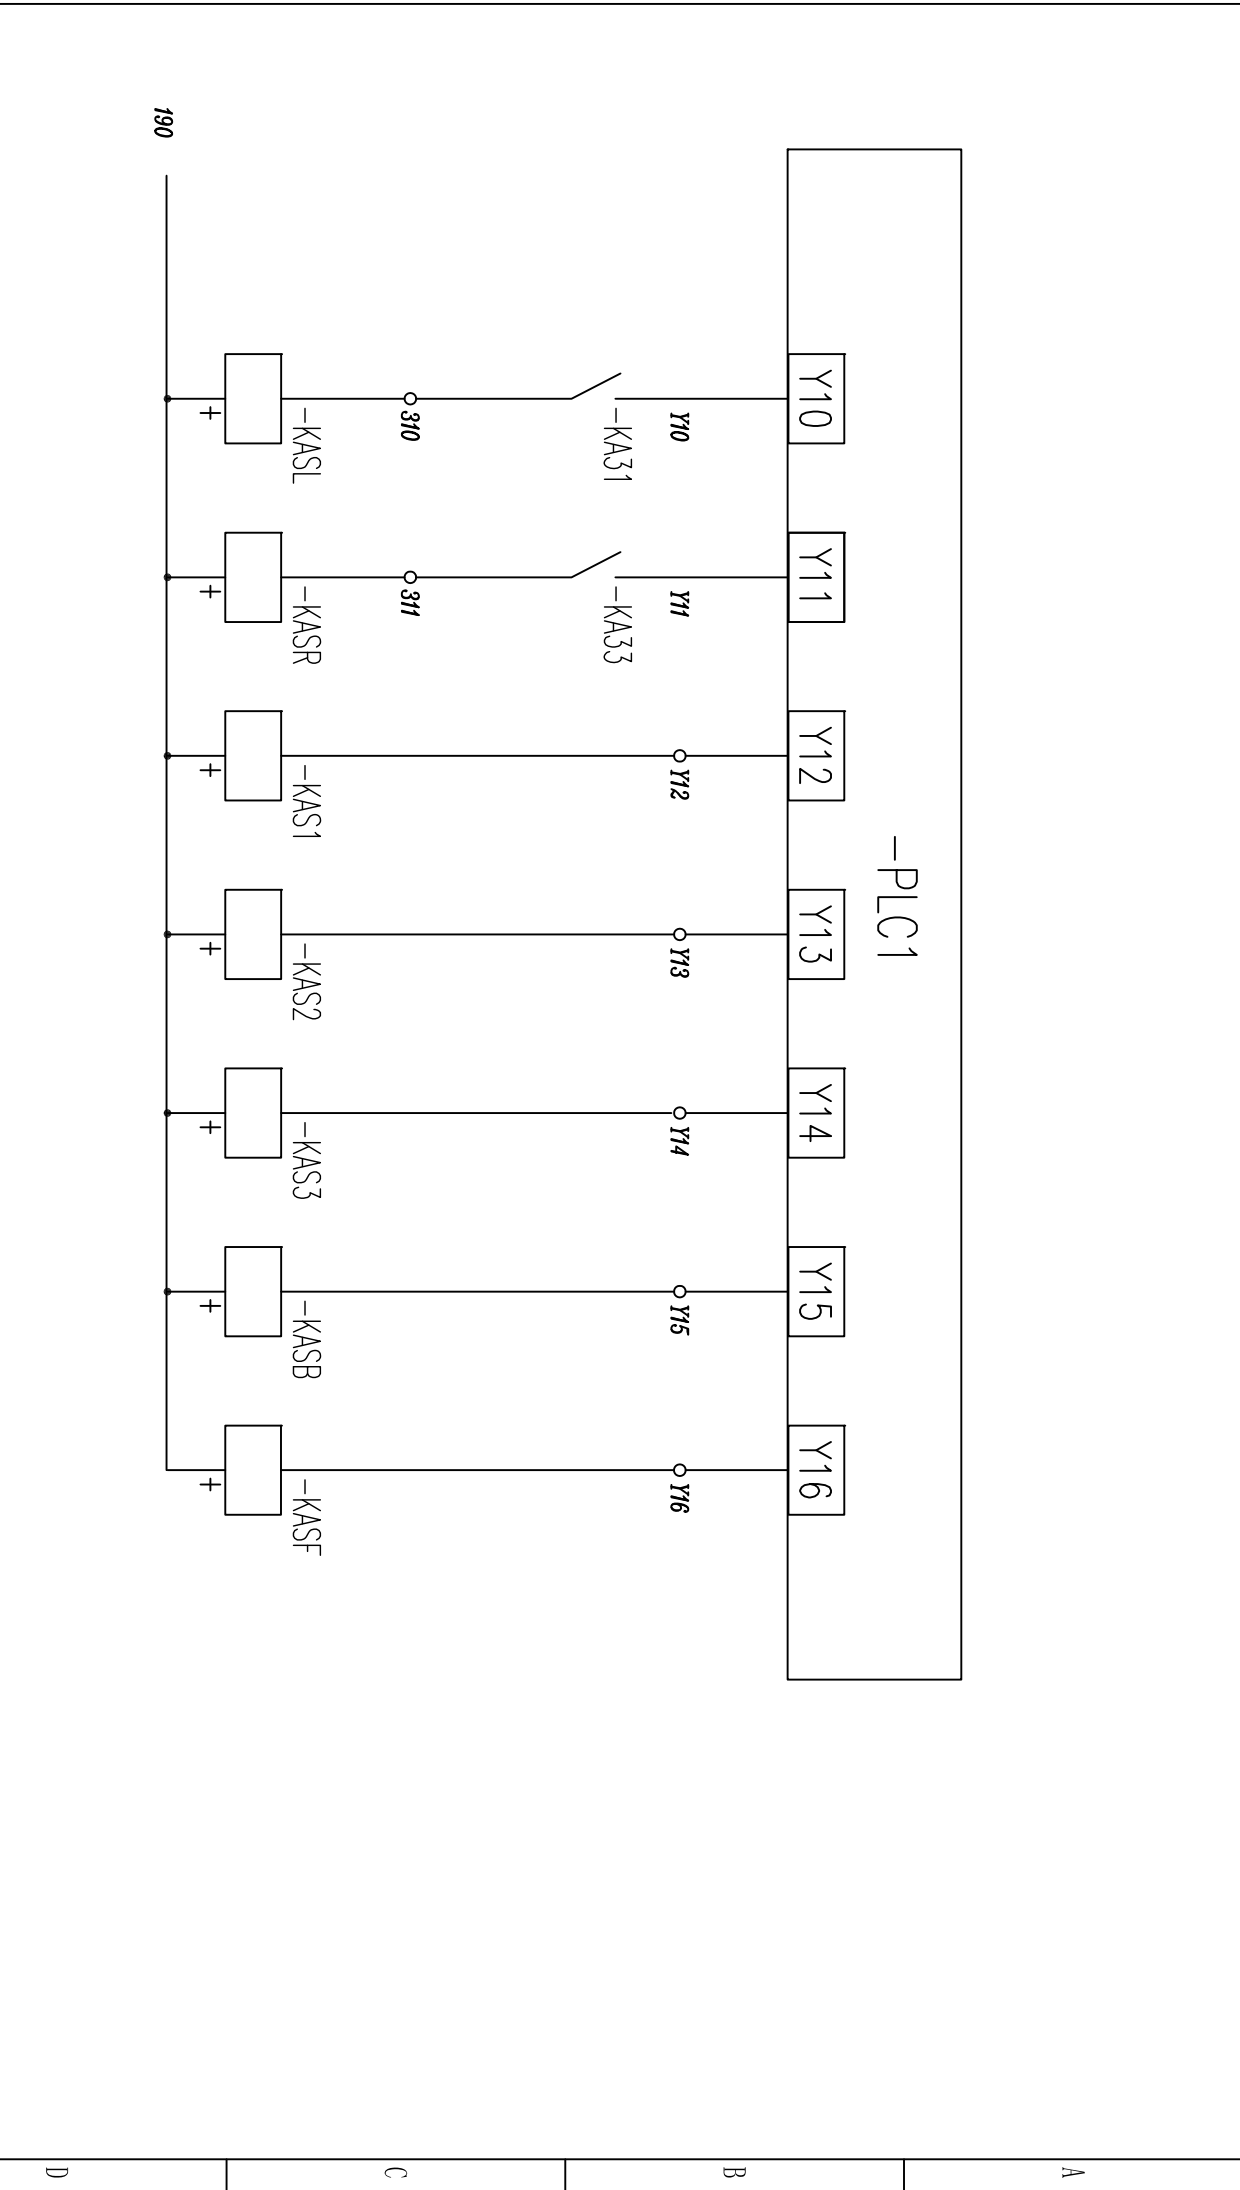 -PLC1
Y10
Y11
Y12
Y13
Y14
Y15
Y16
Y10
Y11
Y12
Y13
Y14
Y15
Y16
-KA31
-KA33
310
311
-KASL
-KASR
-KAS1
-KAS2
-KAS3
-KASB
-KASF
+
+
+
+
+
+
+
190
A
B
C
D